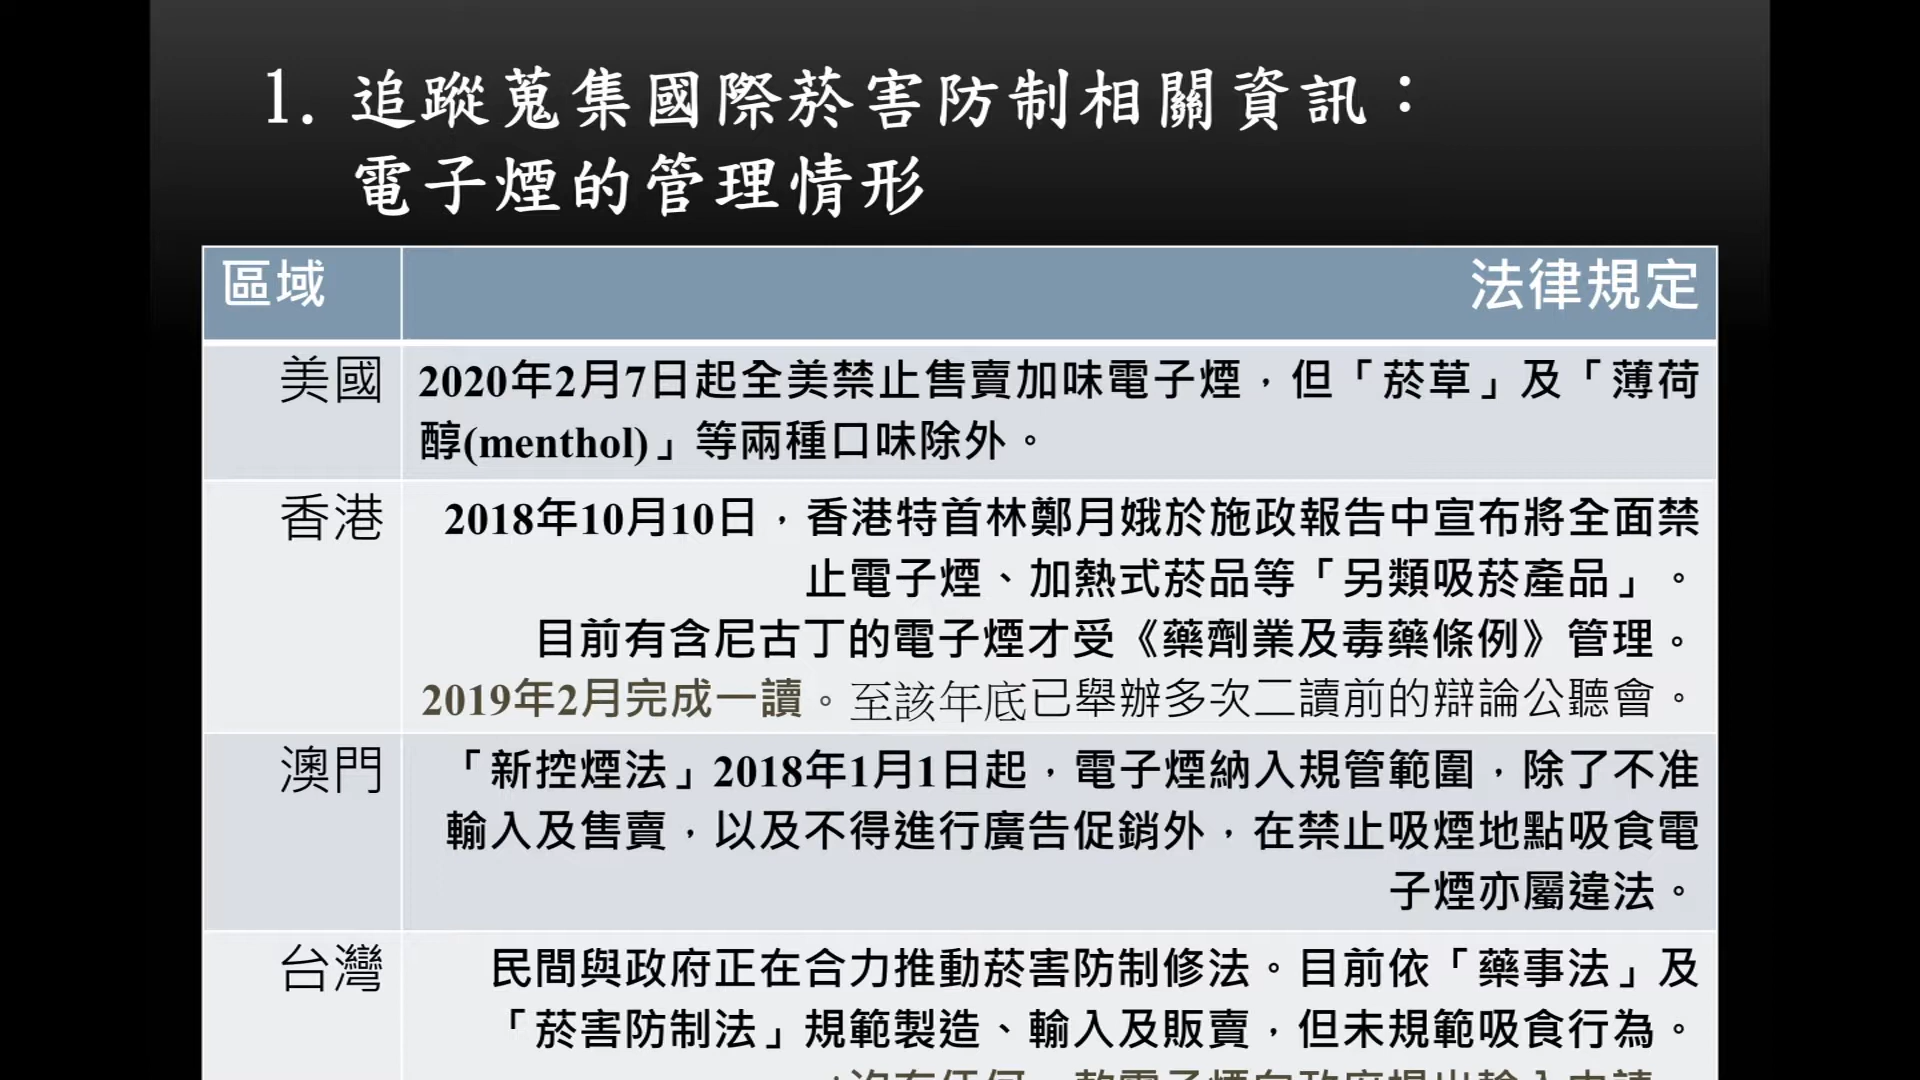 1. 追蹤蒐集國際菸害防制相關資訊：
電子煙的管理情形
區域
法律規定
美國
2020年2月7日起全美禁止售賣加味電子煙，但「菸草」及「薄荷
醇(menthol)」等兩種口味除外。
香港
2018年10月10日，香港特首林鄭月娥於施政報告中宣布將全面禁
止電子煙、加熱式菸品等「另類吸菸產品」。
目前有含尼古丁的電子煙才受《藥劑業及毒藥條例》管理。
2019年2月完成一讀。至該年底已舉辦多次二讀前的辯論公聽會。
澳門
「新控煙法」2018年1月1日起，電子煙納入規管範圍，除了不准
輸入及售賣，以及不得進行廣告促銷外，在禁止吸煙地點吸食電
子煙亦屬違法。
台灣
民間與政府正在合力推動菸害防制修法。目前依「藥事法」及
「菸害防制法」規範製造、輸入及販賣，但未規範吸食行為。